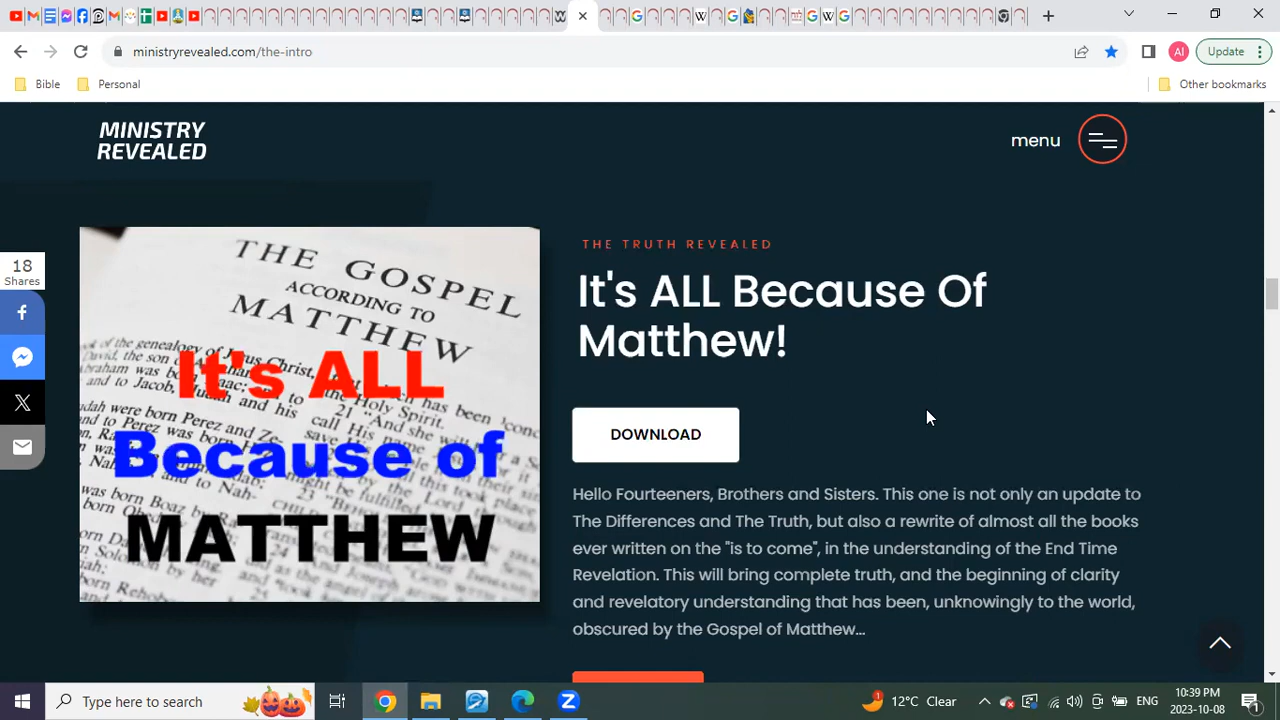 ministryrevealed.com/the-intro
AI
Update
Bible
Personal
Other bookmarks
MINISTRY
REVEALED
menu
18
Shares
THE GOSPEL
ACCORDING TO
MATTHEW
It's ALL
Because of
MATTHEW
THE TRUTH REVEALED
It's ALL Because Of
Matthew!
DOWNLOAD
Hello Fourteeners, Brothers and Sisters. This one is not only an update to
The Differences and The Truth, but also a rewrite of almost all the books
ever written on the "is to come", in the understanding of the End Time
Revelation. This will bring complete truth, and the beginning of clarity
and revelatory understanding that has been, unknowingly to the world,
obscured by the Gospel of Matthew...
Type here to search
1
12°C Clear
ENG
10:39 PM
2023-10-08
1